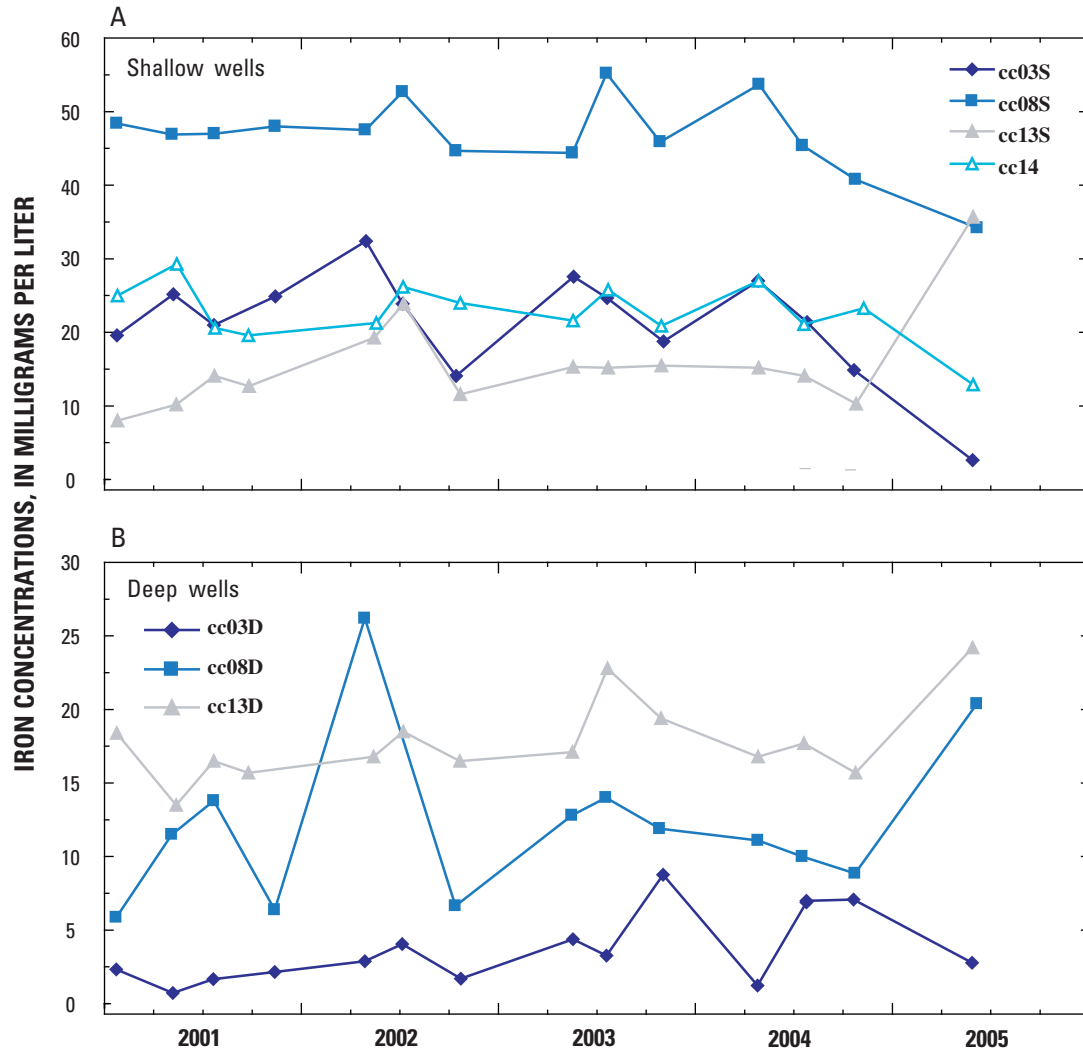 A
IRON CONCENTRATIONS, IN MILLIGRAMS PER LITER
60
50
40
30
20
10
0
Shallow wells
cc03S
cc08S
cc13S
cc14
B
30
25
20
15
10
5
0
Deep wells
cc03D
cc08D
cc13D
2001
2002
2003
2004
2005